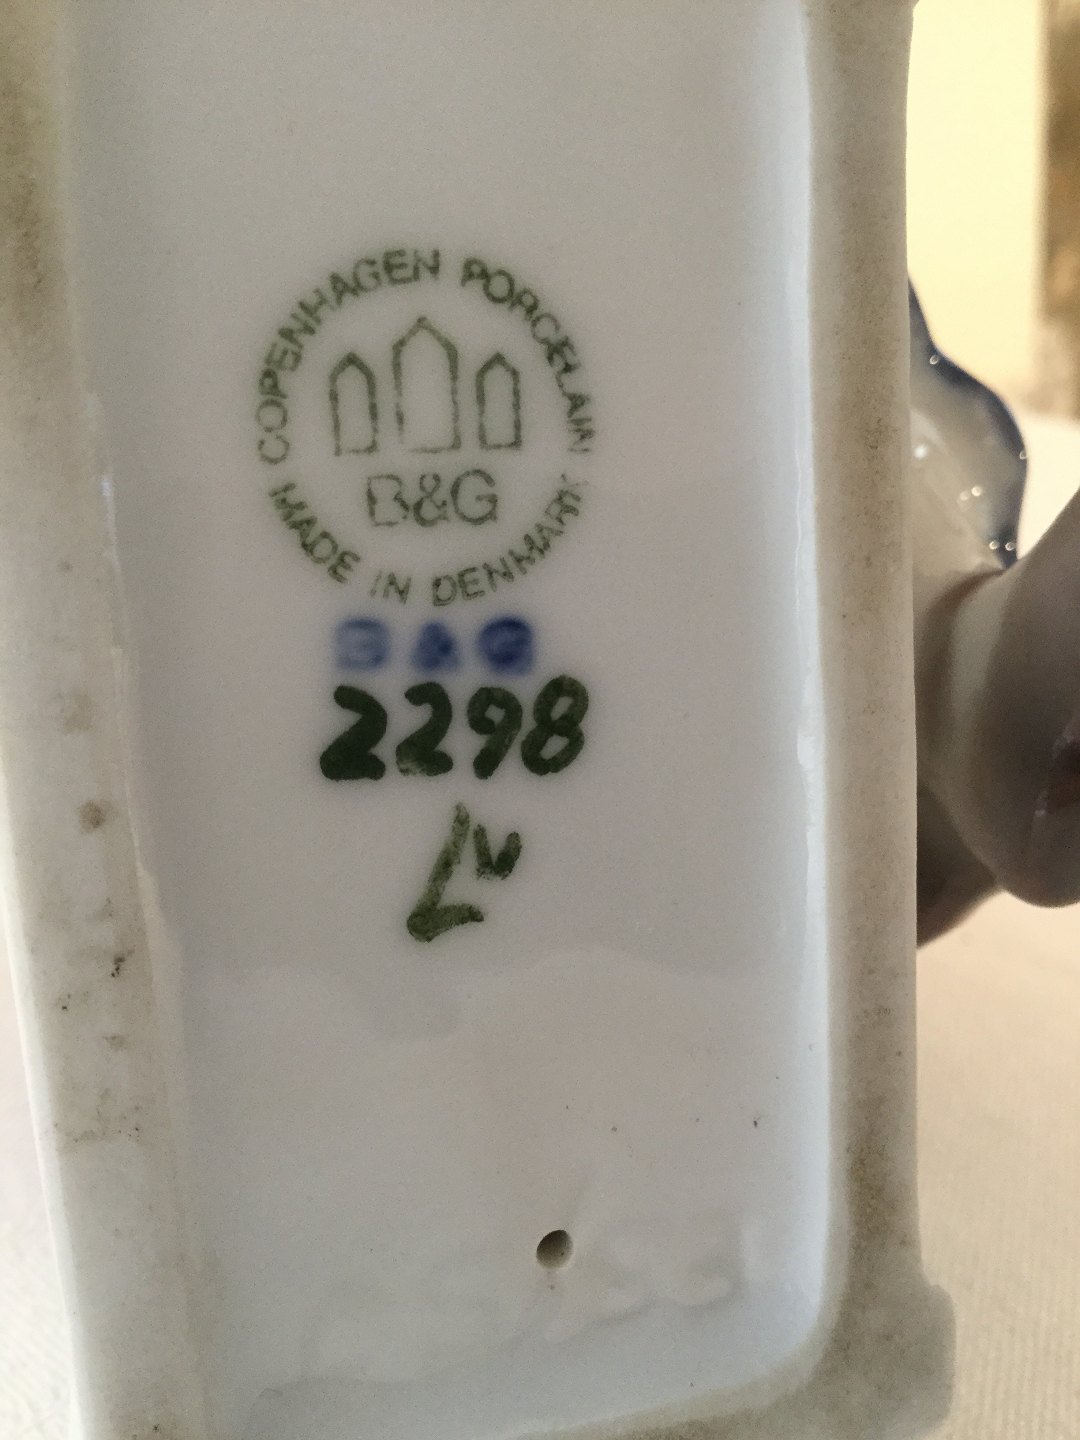 COPENHAGEN PORCELAIN
B&G
MADE IN DENMARK
B & G
2298